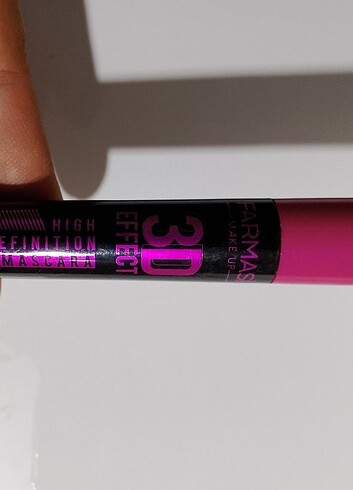 HIGH
EFINITION
MASCARA
3D
EFFECT
FARMAS
MAKE UP